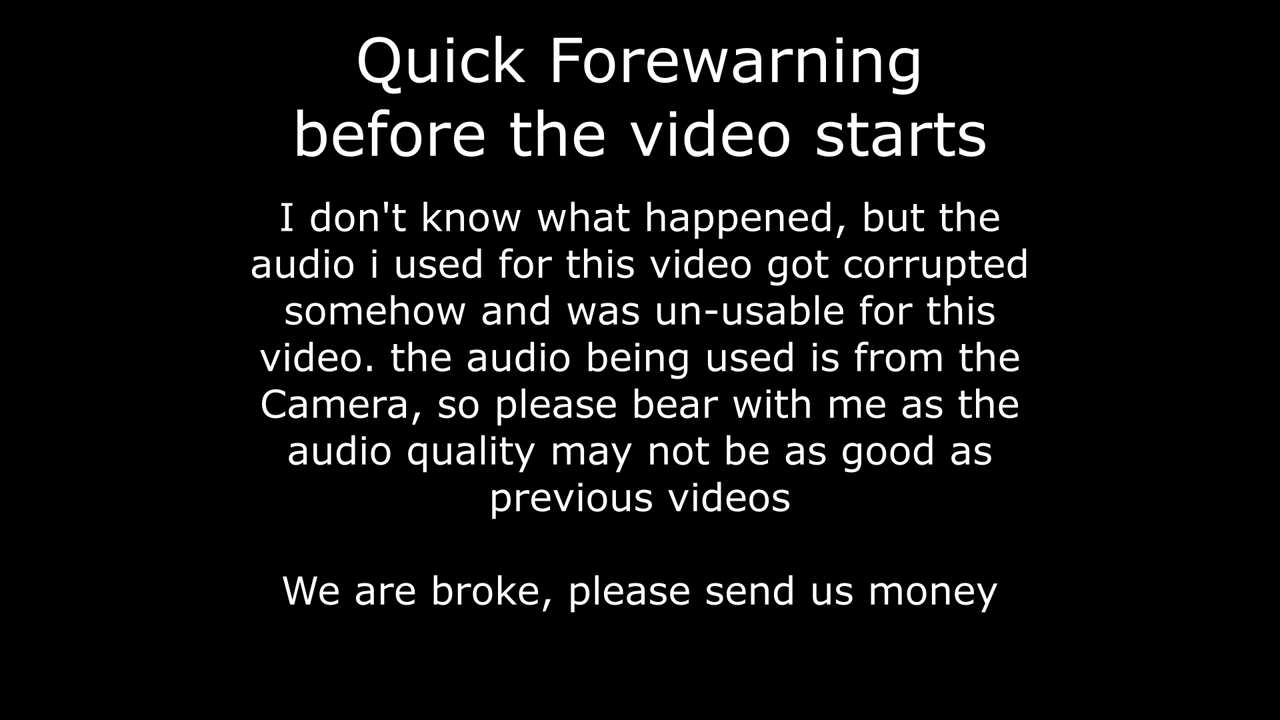 Quick Forewarning
before the video starts
I don't know what happened, but the
audio i used for this video got corrupted
somehow and was un-usable for this
video. the audio being used is from the
Camera, so please bear with me as the
audio quality may not be as good as
previous videos
We are broke, please send us money